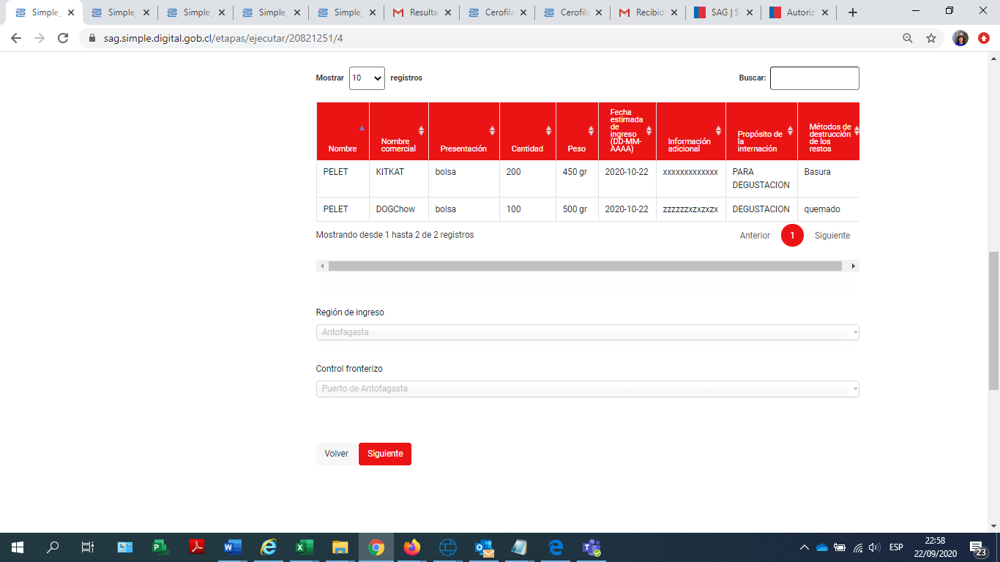 Simple_
Simple_
Simple_
Simple_
Simple_
Resulta
Cerofila
Cerofila
Recibid
SAG | S
Autoriz
sag.simple.digital.gob.cl/etapas/ejecutar/20821251/4
Mostrar 10 registros
Buscar:
Nombre
Nombre
comercial
Presentación
Cantidad
Peso
Fecha
estimada
de
ingreso
(DD-MM-
AAAA)
Información
adicional
Propósito de
la
internación
Métodos de
destrucción
de los
restos
PELET KITKAT bolsa 200 450 gr 2020-10-22 xxxxxxxxxxxxx PARA DEGUSTACION Basura
PELET DOGChow bolsa 100 500 gr 2020-10-22 zzzzzzxzxzxzx DEGUSTACION quemado
Mostrando desde 1 hasta 2 de 2 registros
Anterior 1 Siguiente
Región de ingreso
Antofagasta
Control fronterizo
Puerto de Antofagasta
Volver Siguiente
ESP
22:58
22/09/2020
23